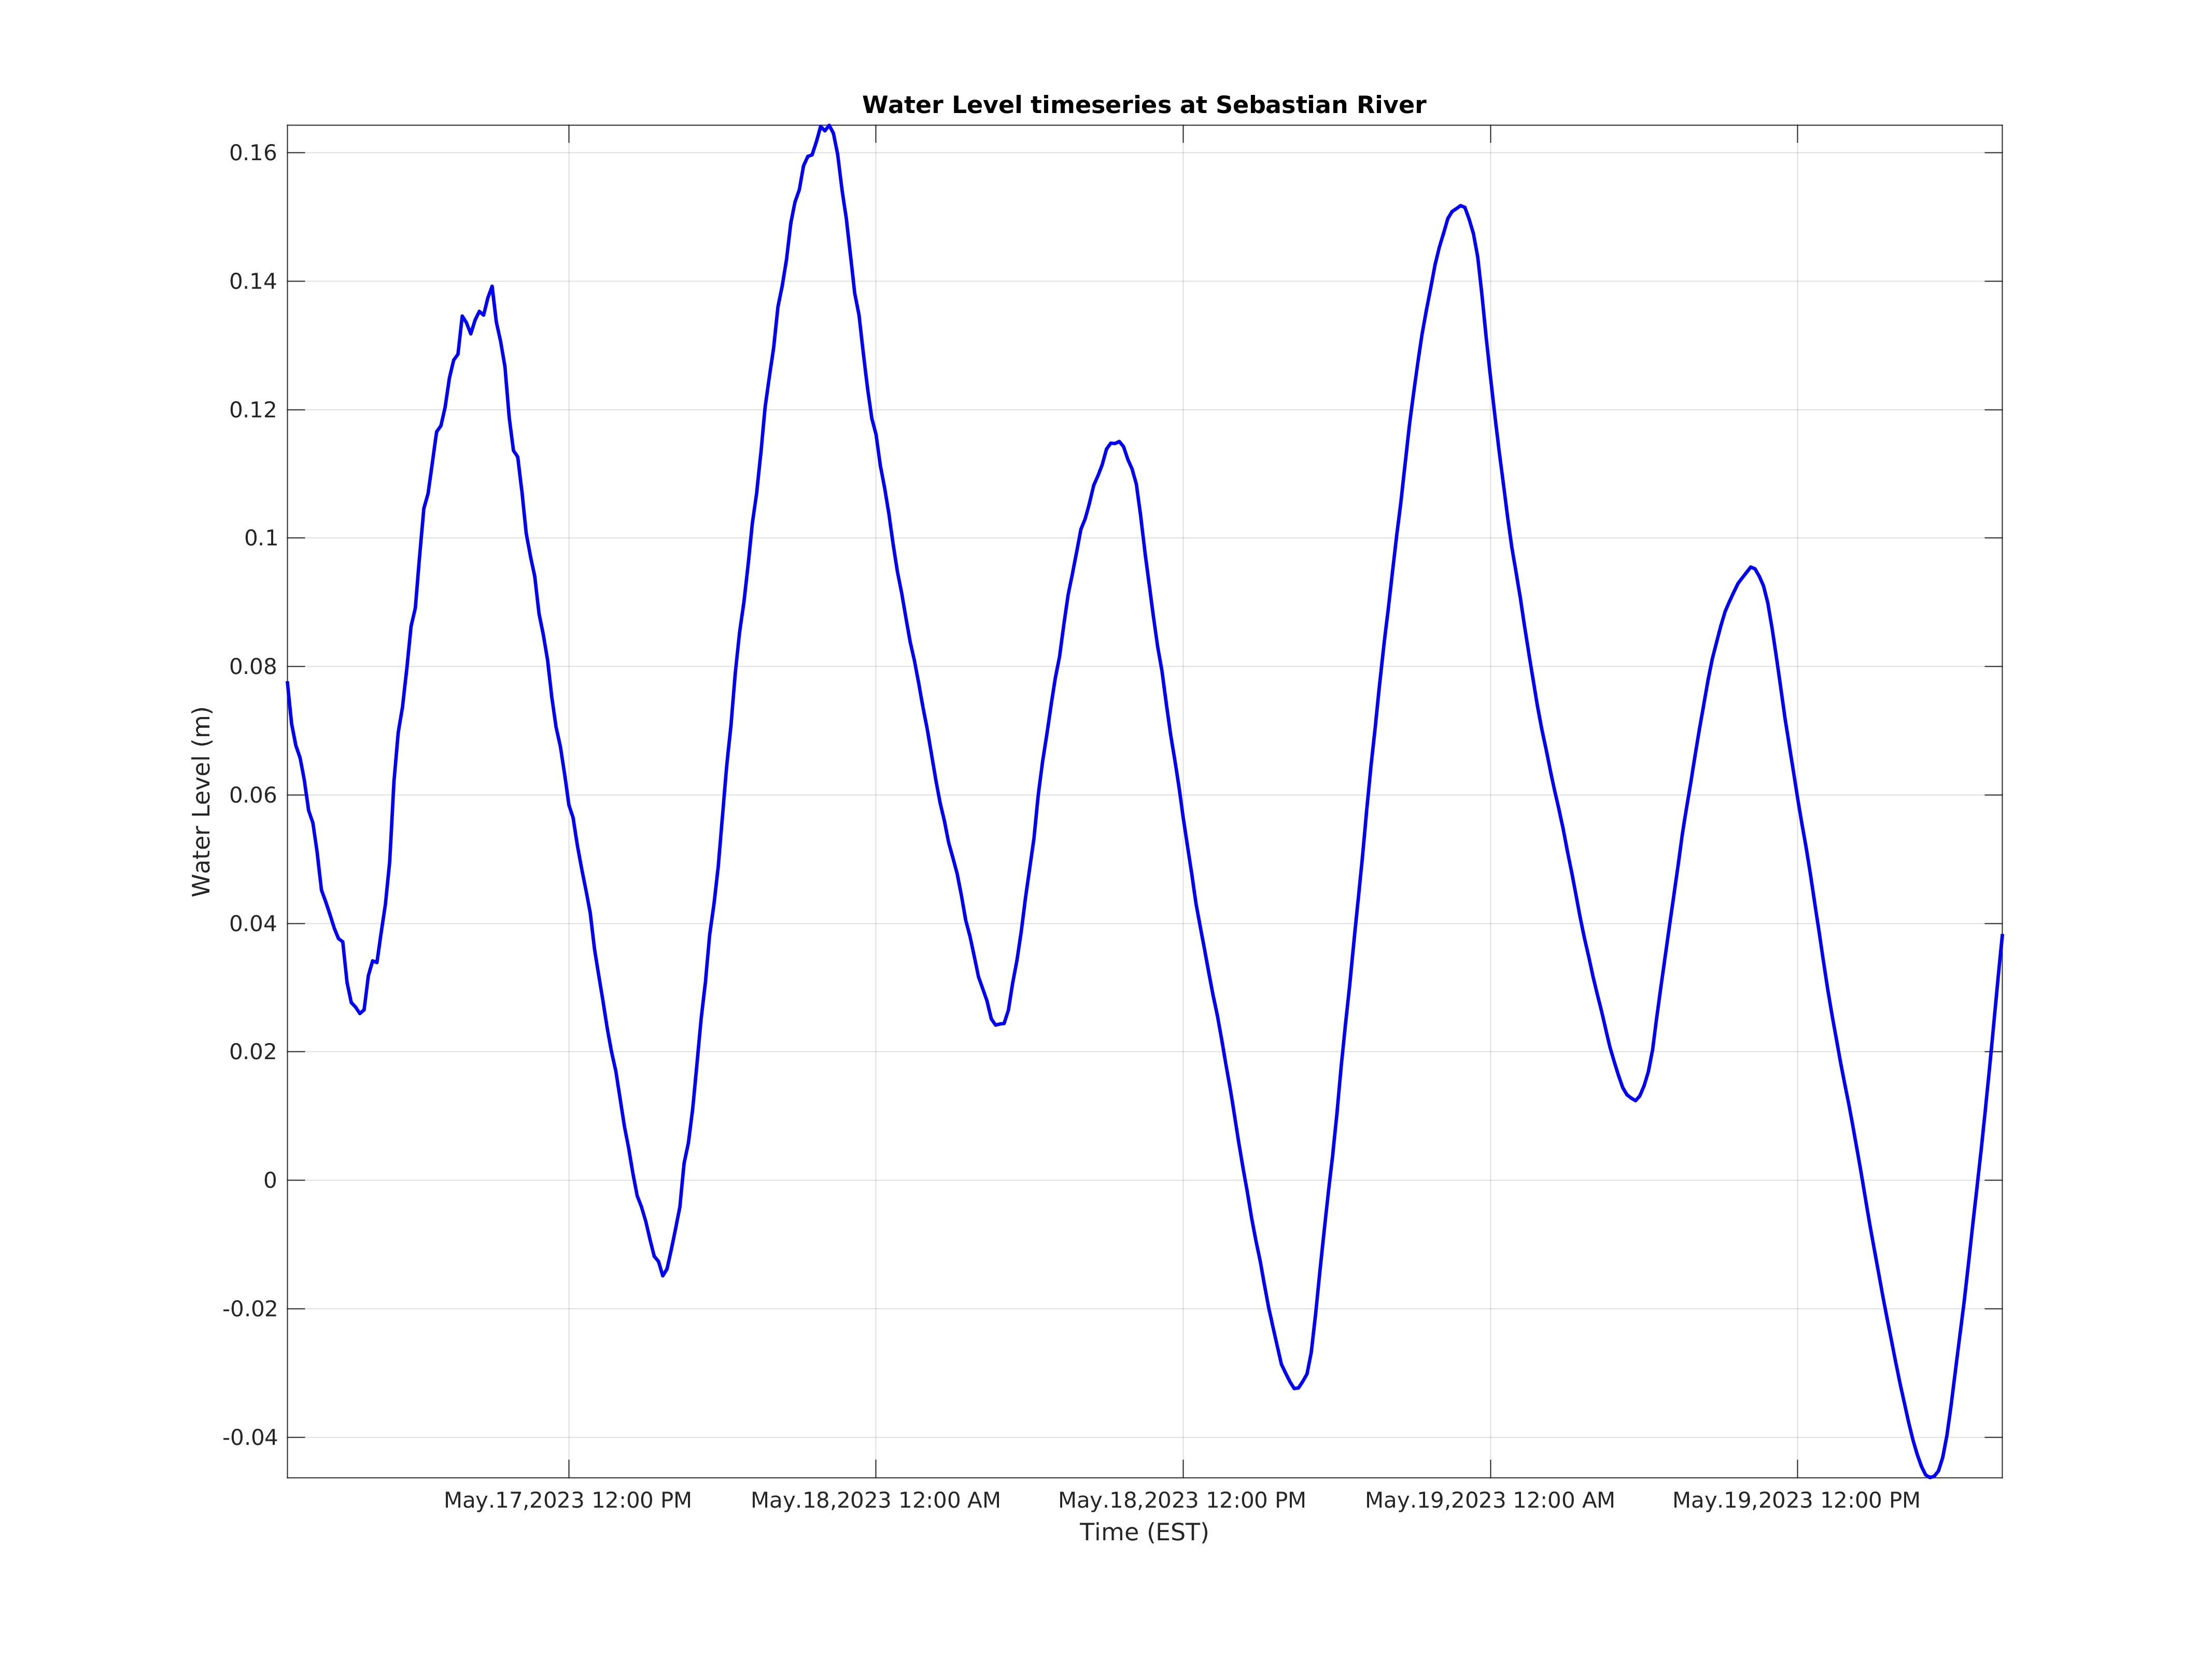 Water Level timeseries at Sebastian River
0.16
0.14
0.12
0.1
0.08
0.06
0.04
0.02
0
-0.02
-0.04
Water Level (m)
May.17,2023 12:00 PM
May.18,2023 12:00 AM
May.18,2023 12:00 PM
May.19,2023 12:00 AM
May.19,2023 12:00 PM
Time (EST)